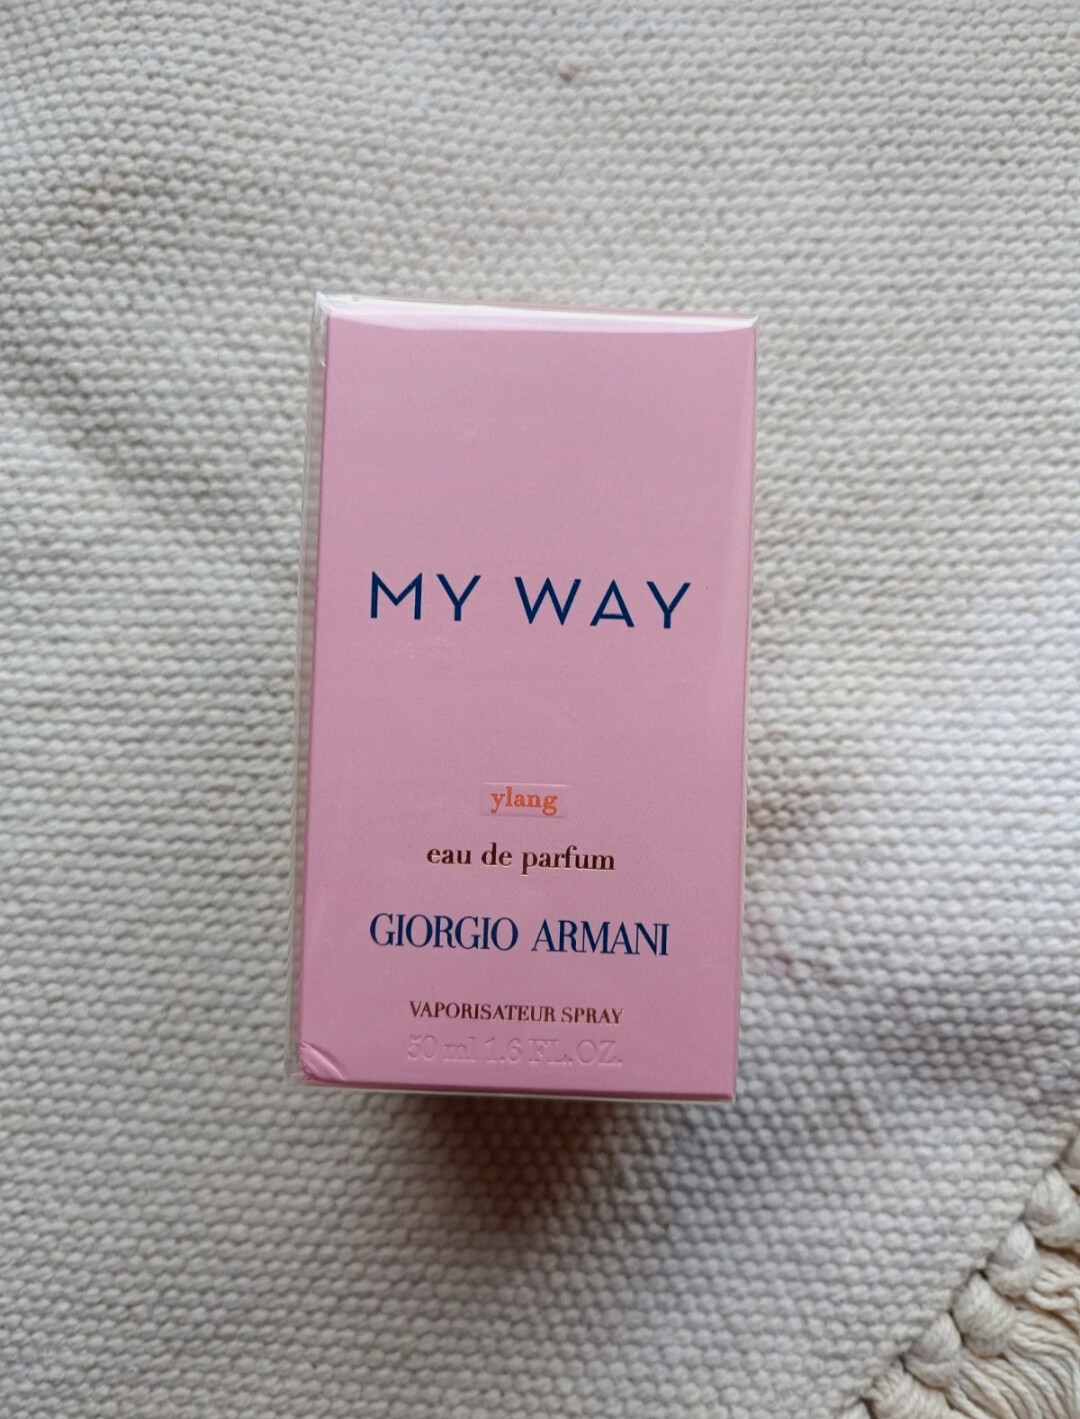 MY WAY
ylang
eau de parfum
GIORGIO ARMANI
VAPORISATEUR SPRAY
50 ml 1.6 FL.OZ.